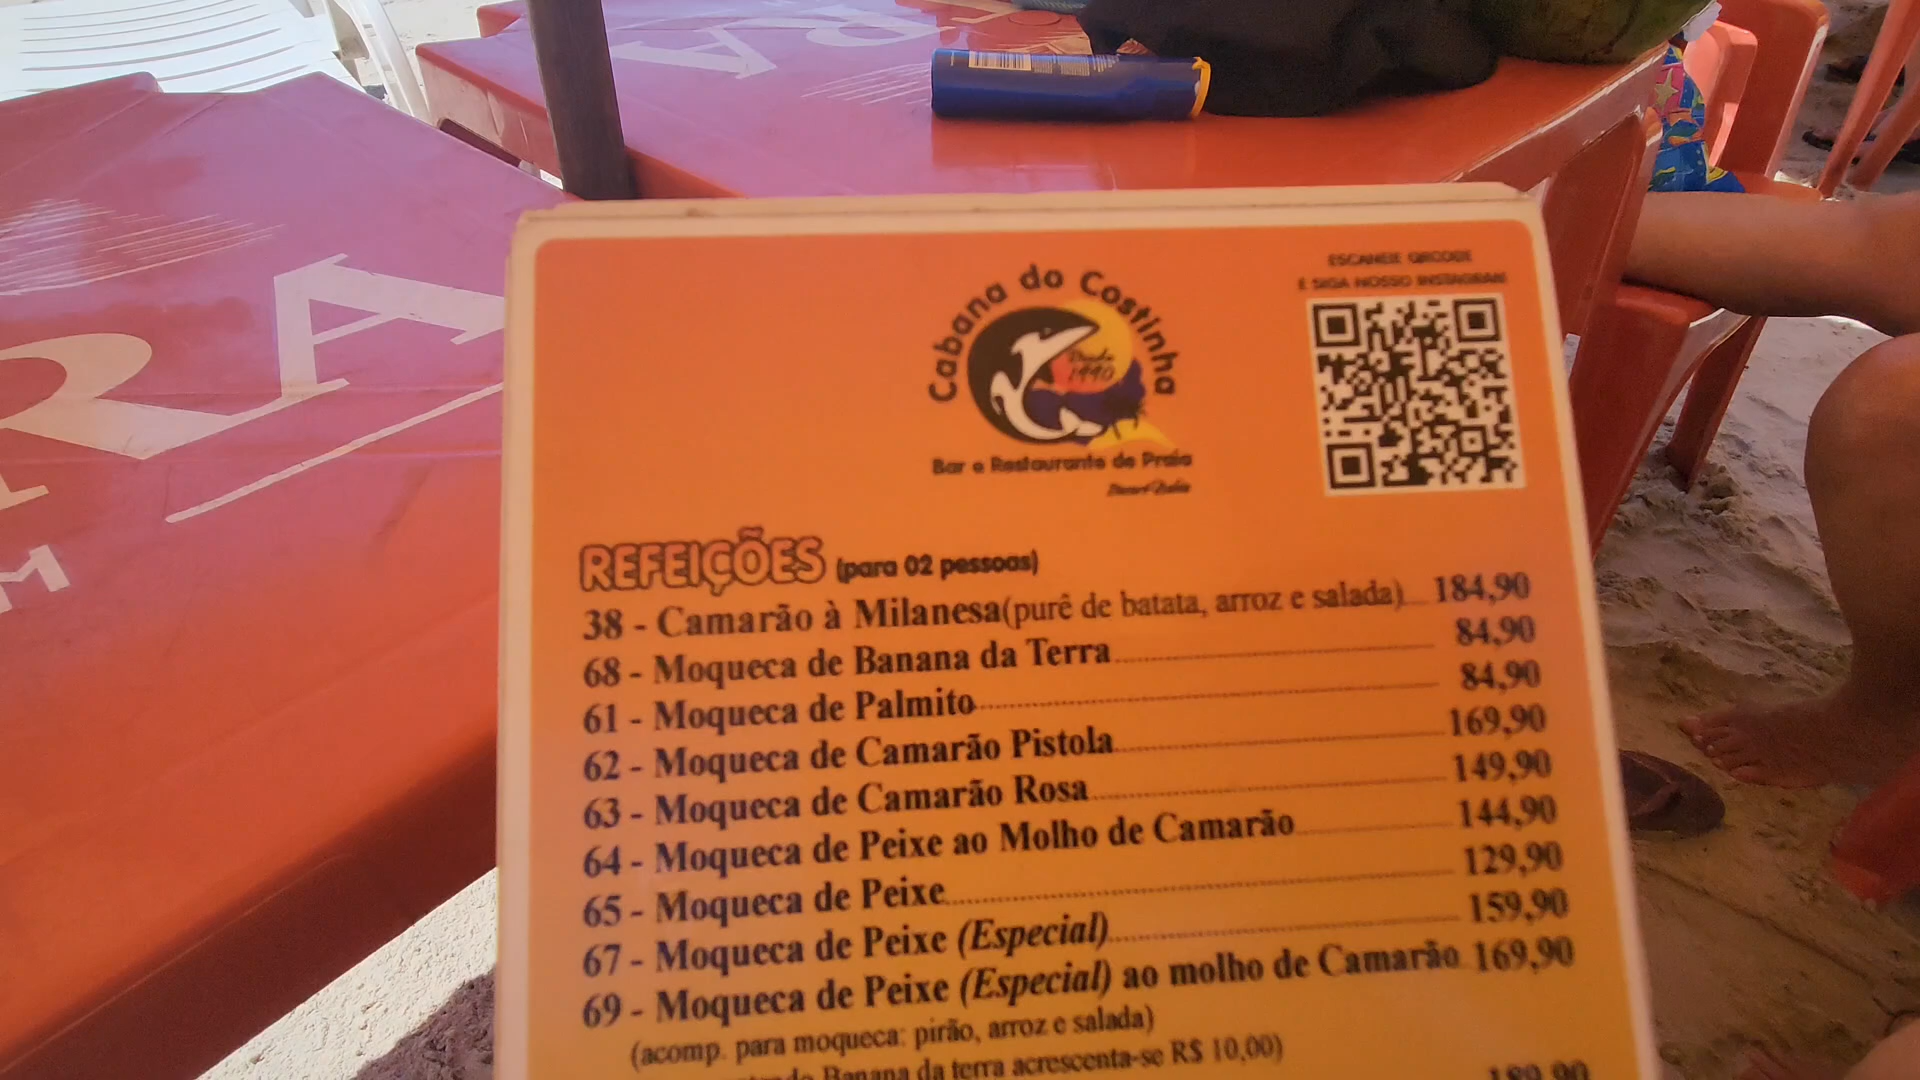 RA
RA
M
Cabana do Costinha
Desde
1990
Bar e Restaurante de Praia
ESCANEIE QRCODE
E SIGA NOSSO INSTAGRAM
REFEIÇÕES (para 02 pessoas)
38 - Camarão à Milanesa(purê de batata, arroz e salada) 184,90
68 - Moqueca de Banana da Terra 84,90
61 - Moqueca de Palmito 84,90
62 - Moqueca de Camarão Pistola 169,90
63 - Moqueca de Camarão Rosa 149,90
64 - Moqueca de Peixe ao Molho de Camarão 144,90
65 - Moqueca de Peixe 129,90
67 - Moqueca de Peixe (Especial) 159,90
69 - Moqueca de Peixe (Especial) ao molho de Camarão 169,90
(acomp. para moqueca: pirão, arroz e salada)
Banana da terra acrescenta-se R$ 10,00)
189,90